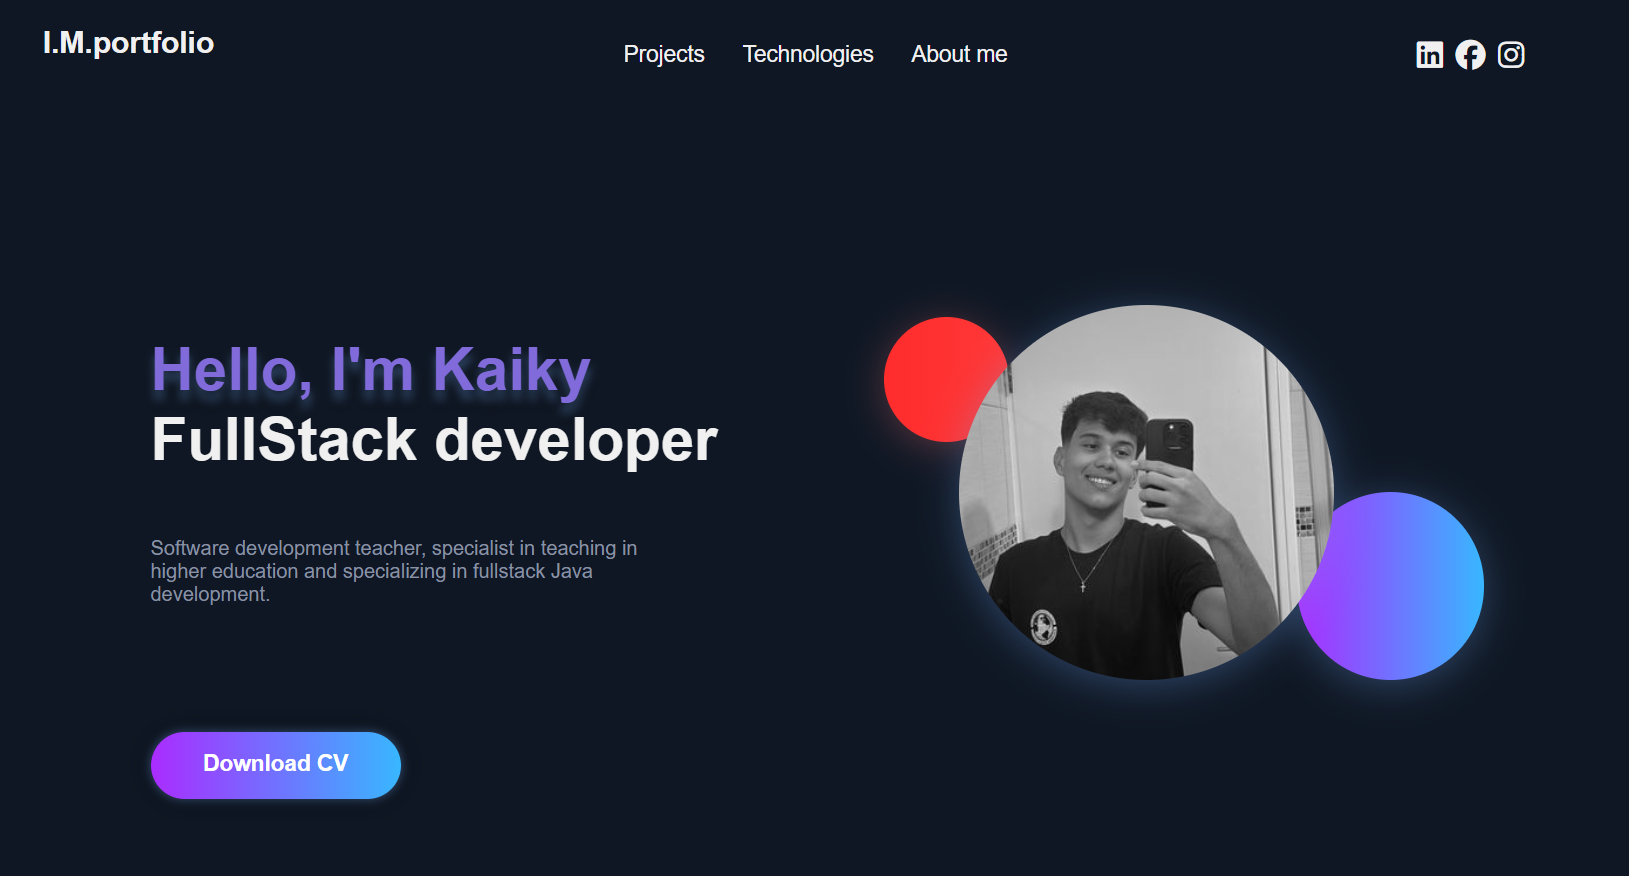 I.M.portfolio
Projects Technologies About me
Hello, I'm Kaiky
FullStack developer
Software development teacher, specialist in teaching in
higher education and specializing in fullstack Java
development.
Download CV